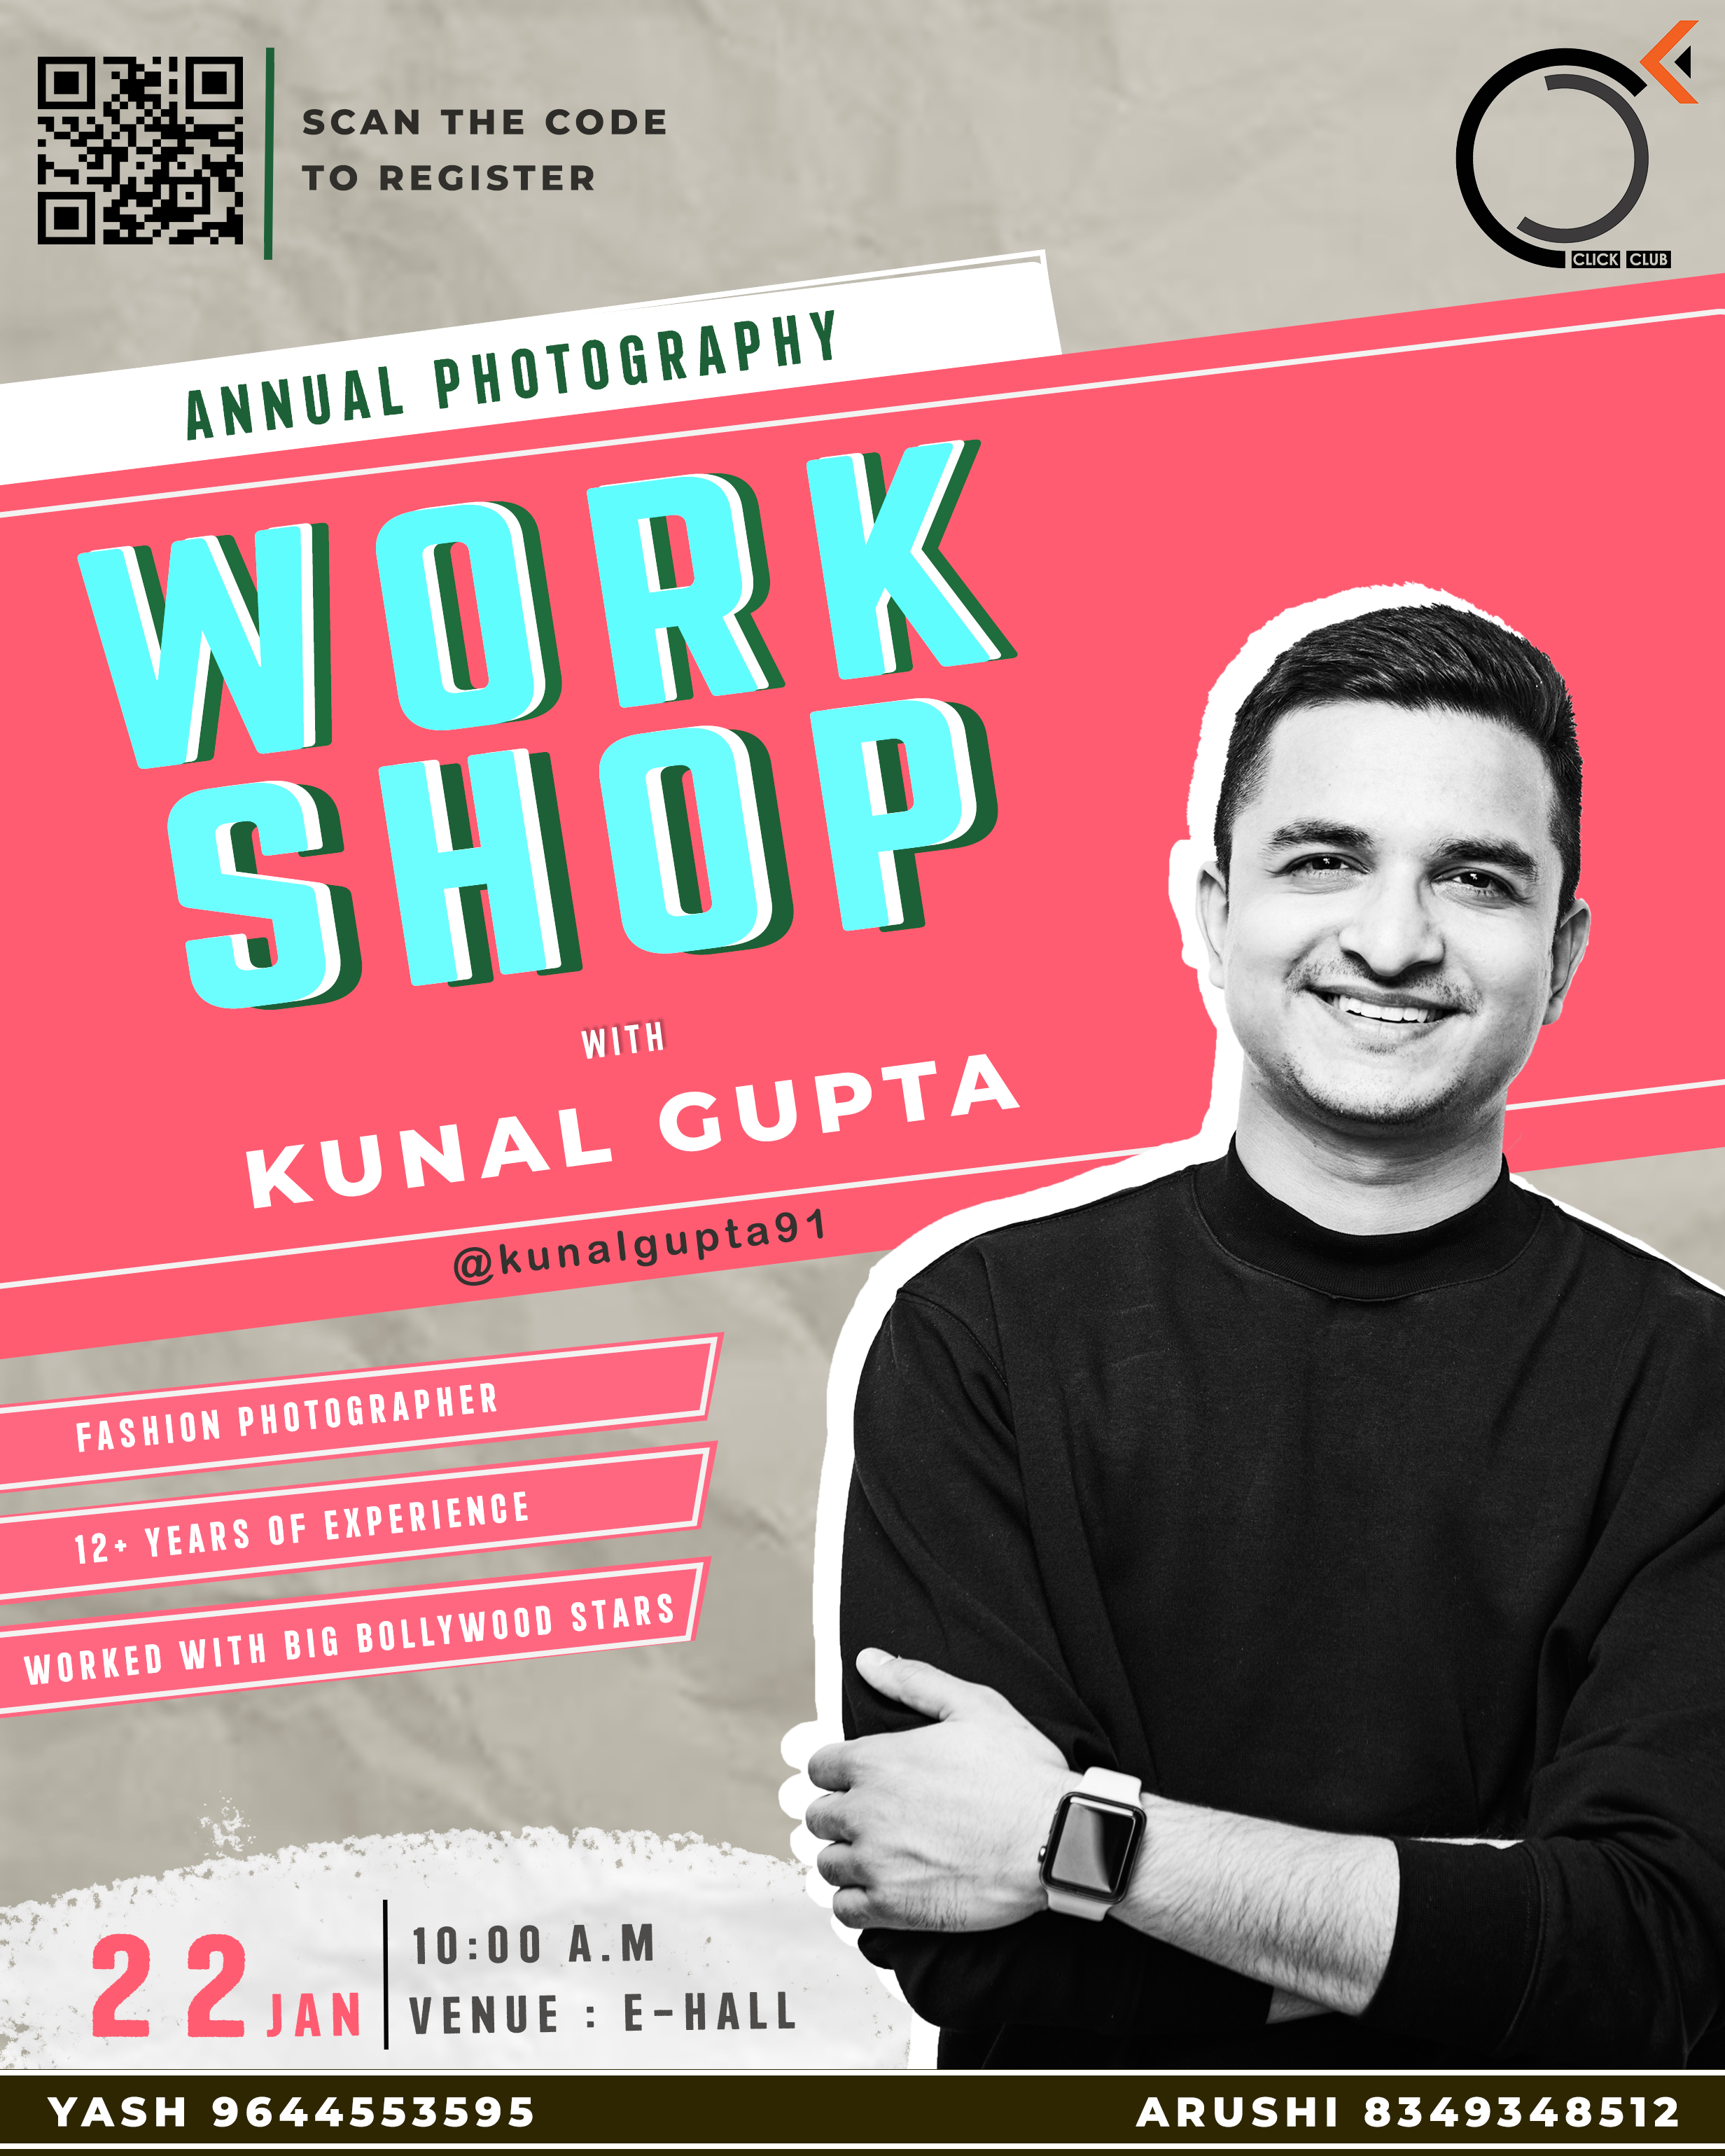 SCAN THE CODE
TO REGISTER
CLICK CLUB
ANNUAL PHOTOGRAPHY
WORK
SHOP
WITH
KUNAL GUPTA
@kunalgupta91
FASHION PHOTOGRAPHER
12+ YEARS OF EXPERIENCE
WORKED WITH BIG BOLLYWOOD STARS
22 JAN
10:00 A.M
VENUE : E-HALL
YASH 9644553595
ARUSHI 8349348512